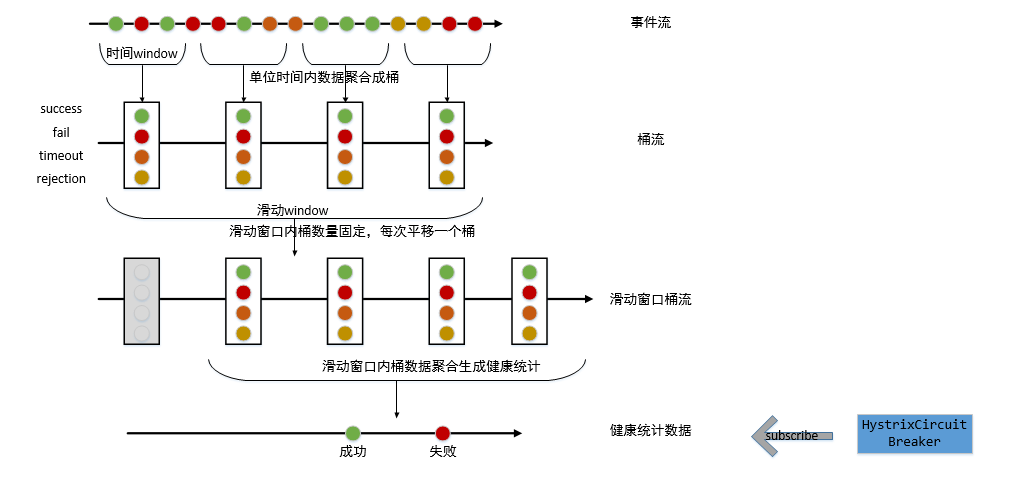 事件流
时间window
单位时间内数据聚合成桶
success
fail
timeout
rejection
桶流
滑动window
滑动窗口内桶数量固定，每次平移一个桶
滑动窗口桶流
滑动窗口内桶数据聚合生成健康统计
健康统计数据
subscribe
HystrixCircuit
Breaker
成功
失败